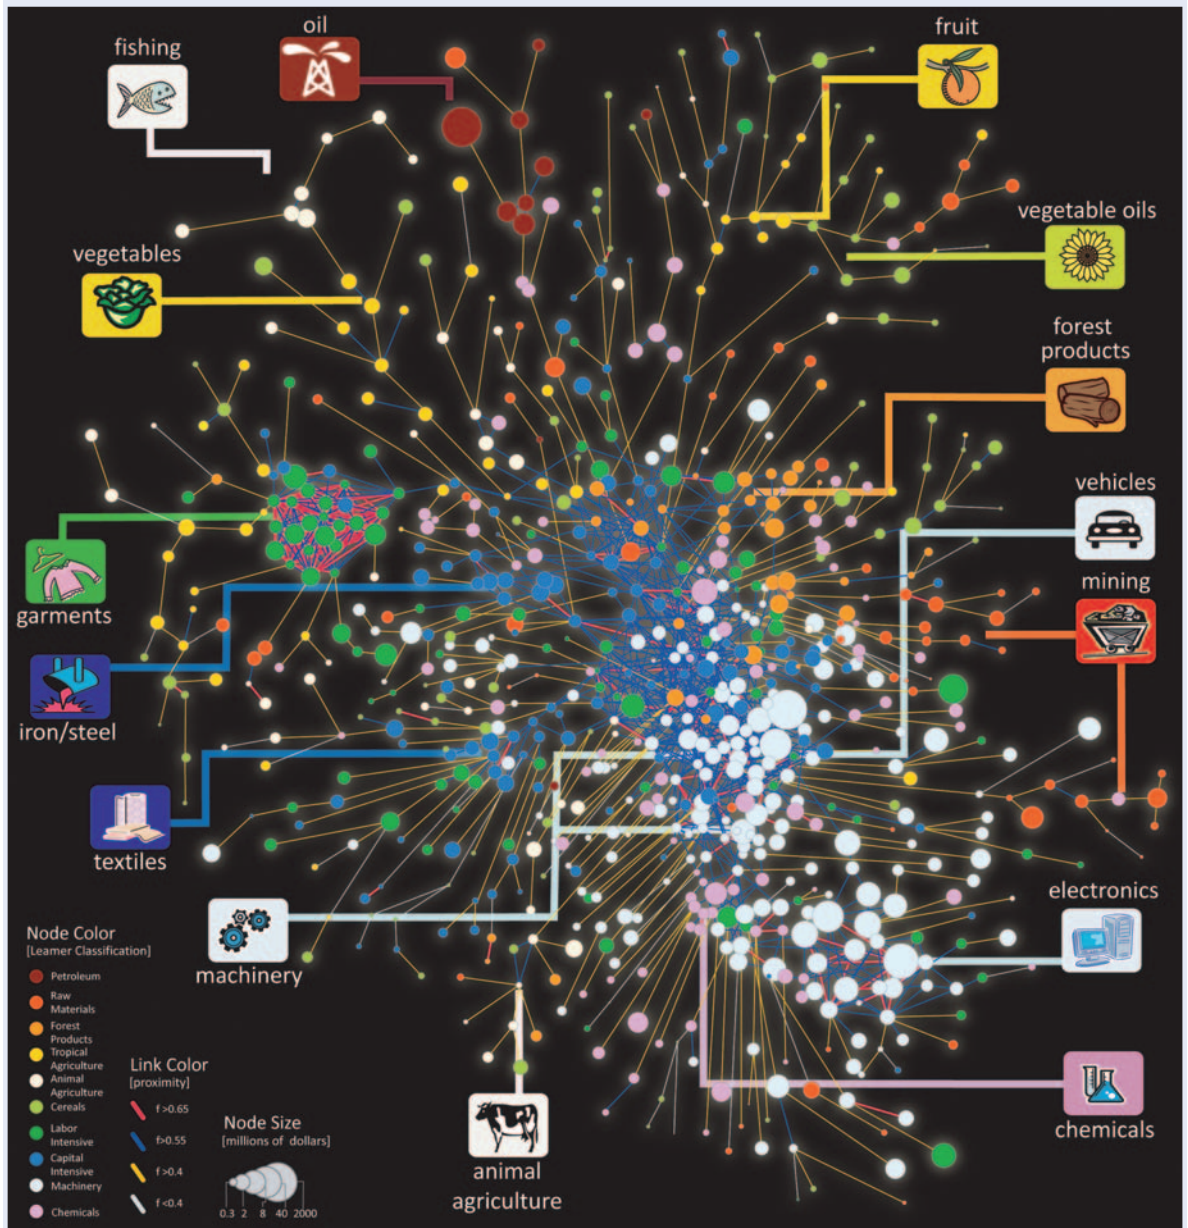 oil
fruit
fishing
vegetable oils
vegetables
forest
products
vehicles
mining
garments
iron/steel
textiles
electronics
machinery
chemicals
animal
agriculture
Node Color
[Leamer Classification]
Petroleum
Raw
Materials
Forest
Products
Tropical
Agriculture
Animal
Agriculture
Cereals
Labor
Intensive
Capital
Intensive
Machinery
Chemicals
Link Color
[proximity]
f >0.65
f>0.55
f >0.4
f <0.4
Node Size
[millions of dollars]
0.3 2 8 40 2000